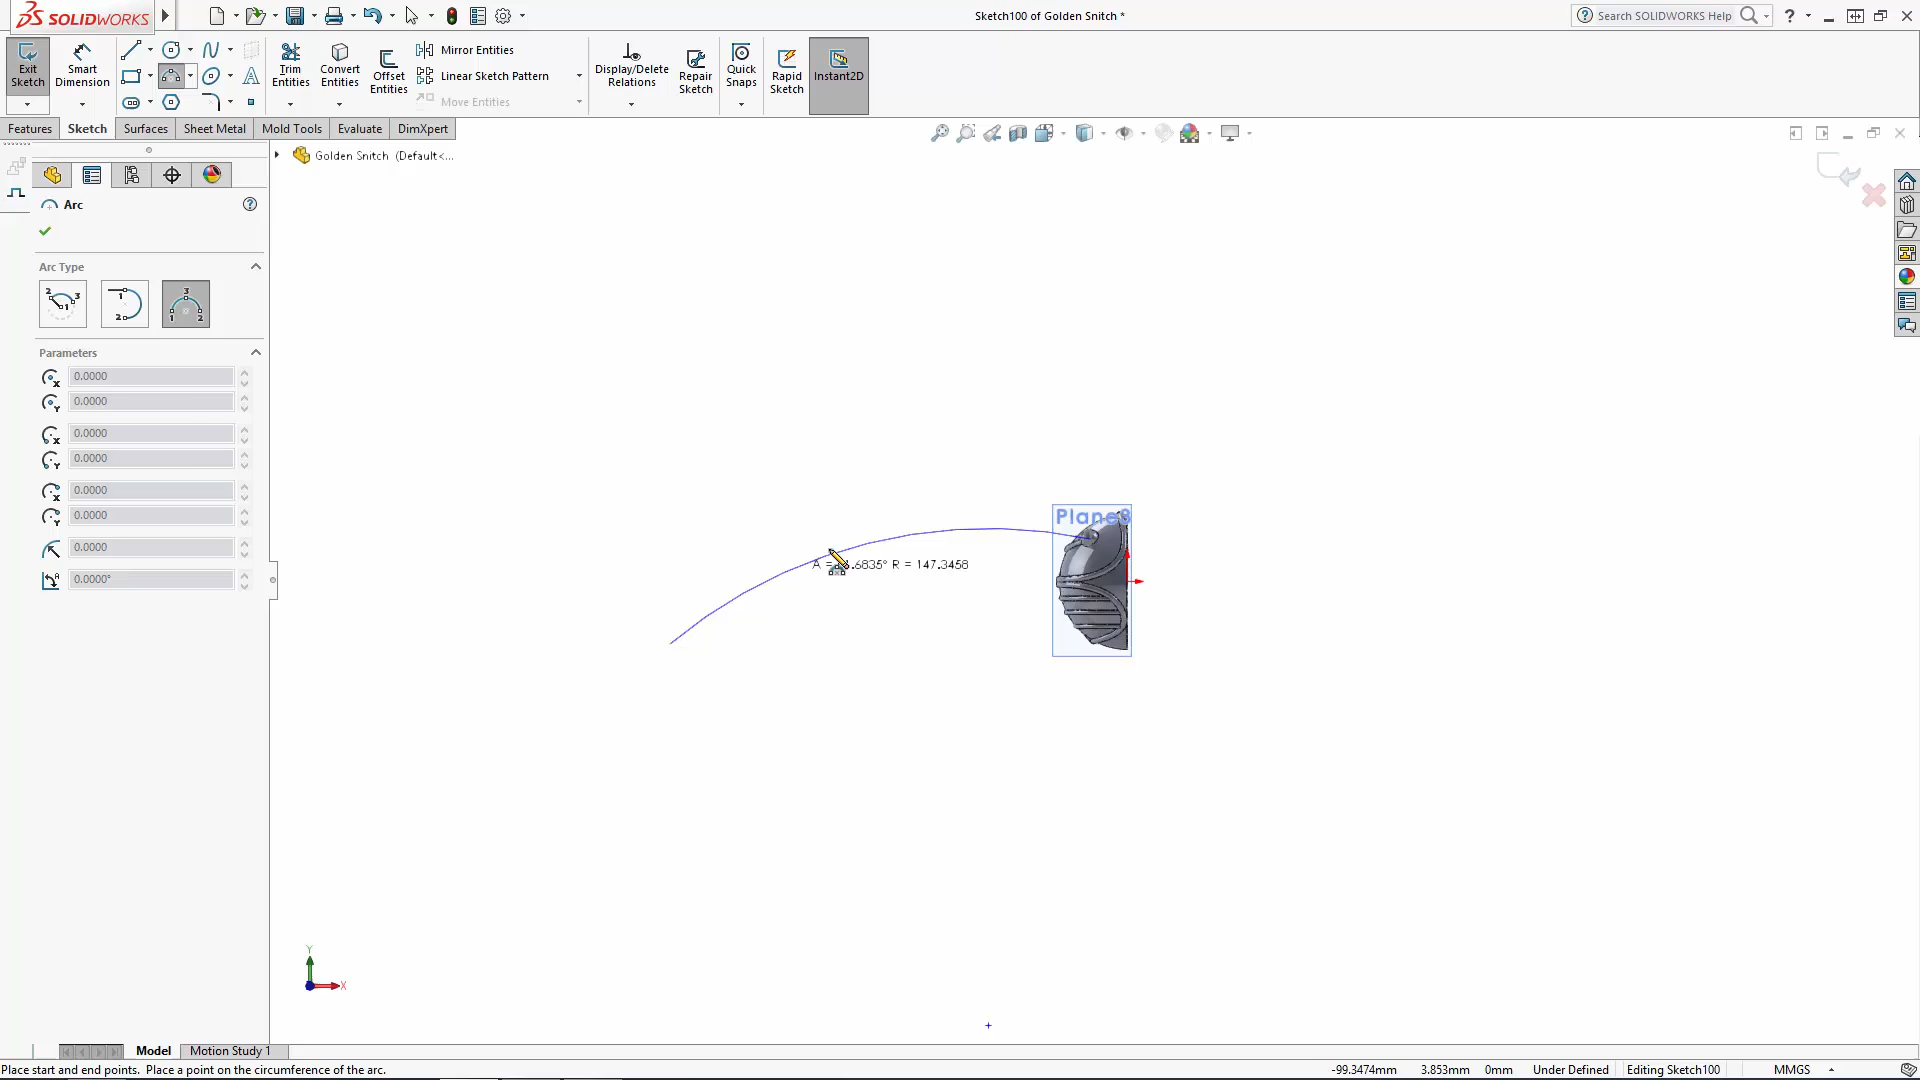 SOLIDWORKS
Sketch100 of Golden Snitch *
Search SOLIDWORKS Help
Exit Sketch
Smart Dimension
Trim Entities
Convert Entities
Offset Entities
Mirror Entities
Linear Sketch Pattern
Move Entities
Display/Delete Relations
Repair Sketch
Quick Snaps
Rapid Sketch
Instant2D
Features
Sketch
Surfaces
Sheet Metal
Mold Tools
Evaluate
DimXpert
Golden Snitch (Default<...
Arc
Arc Type
Parameters
0.0000
0.0000
0.0000
0.0000
0.0000
0.0000
0.0000
0.0000°
A = .6835° R = 147.3458
Y
X
Model
Motion Study 1
Place start and end points. Place a point on the circumference of the arc.
-99.3474mm
3.853mm
0mm
Under Defined
Editing Sketch100
MMGS